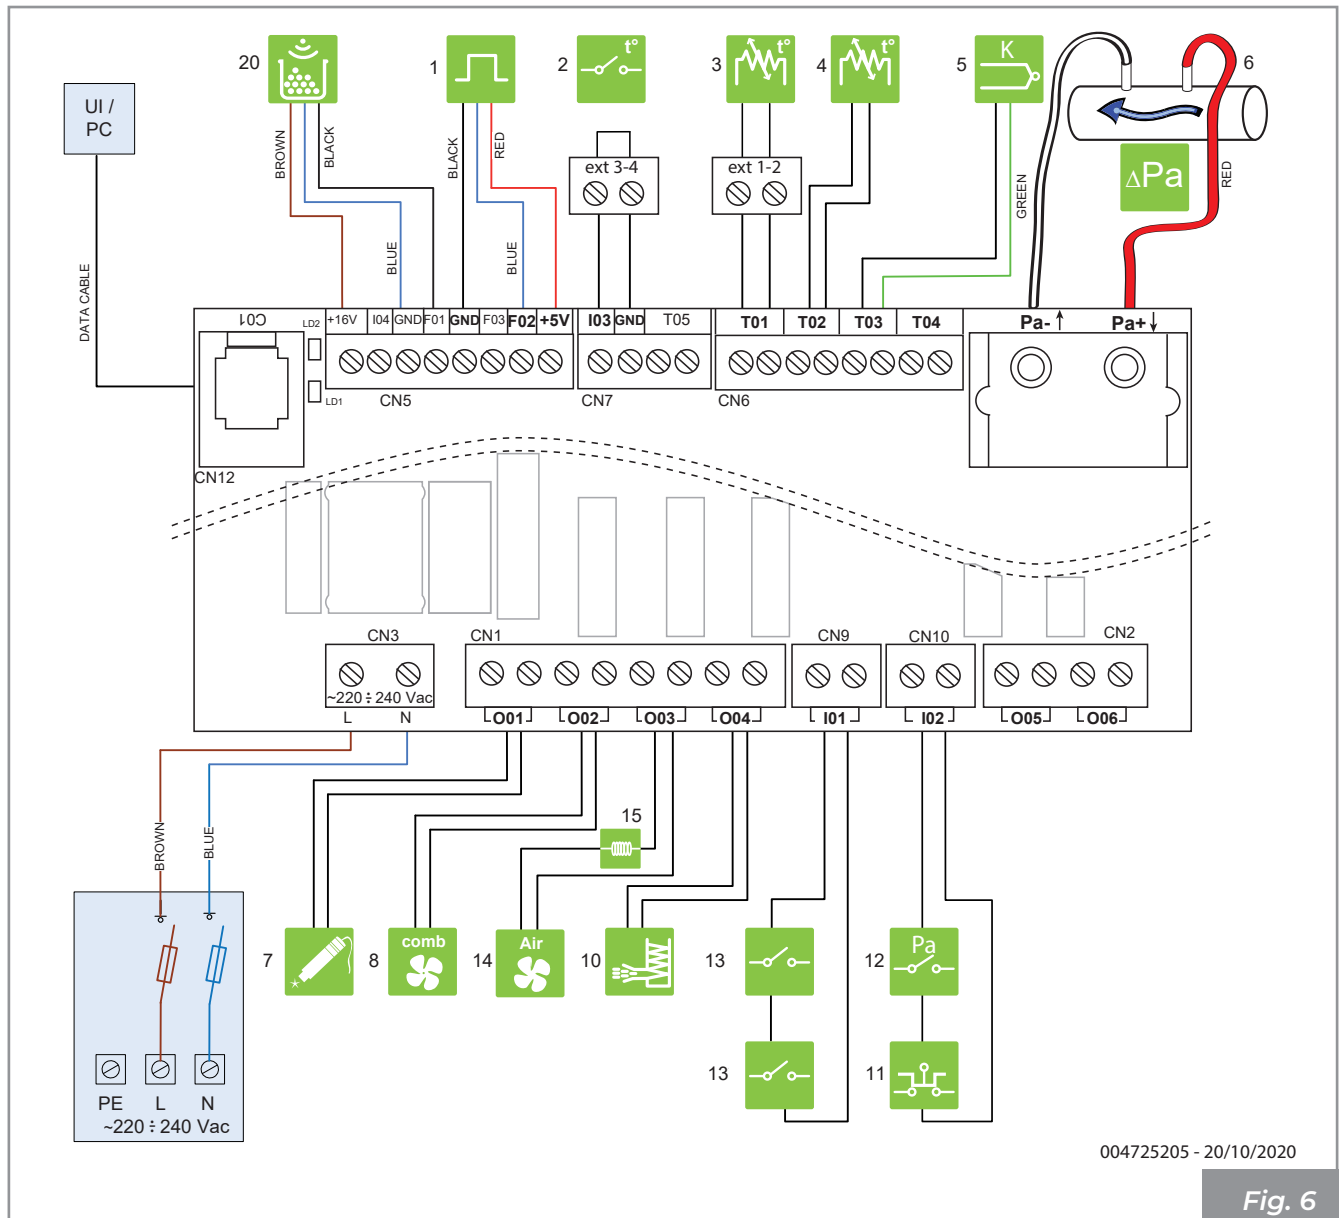 20
1
2
t°
3
t°
4
t°
5
K
6
UI /
PC
BROWN
BLACK
BLACK
RED
BLUE
BLUE
ext 3-4
ext 1-2
GREEN
RED
ΔPa
DATA CABLE
C01
LD2
LD1
+16V
I04
GND
F01
GND
F03
F02
+5V
I03
GND
T05
T01
T02
T03
T04
Pa- ↑
Pa+ ↓
CN5
CN7
CN6
CN12
CN3
CN1
CN9
CN10
CN2
~220 ÷ 240 Vac
L
N
O01
O02
O03
O04
I01
I02
O05
O06
BROWN
BLUE
15
7
8
comb
14
Air
10
13
12
Pa
13
11
PE
L
N
~220 ÷ 240 Vac
004725205 - 20/10/2020
Fig. 6